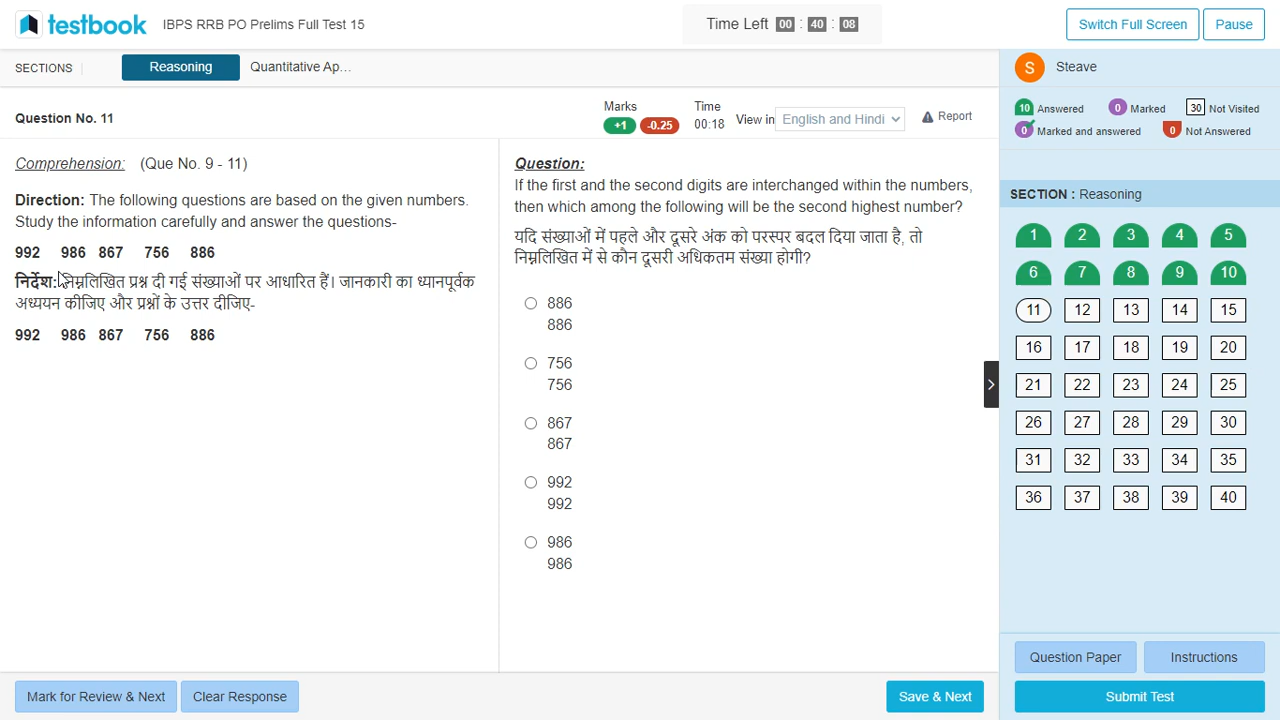 testbook IBPS RRB PO Prelims Full Test 15 Time Left 00 : 40 : 08 Switch Full Screen Pause
SECTIONS Reasoning Quantitative Ap... S Steave
Question No. 11 Marks +1 -0.25 Time 00:18 View in English and Hindi Report
10 Answered 0 Marked 30 Not Visited
0 Marked and answered 0 Not Answered
Comprehension: (Que No. 9 - 11)
Direction: The following questions are based on the given numbers.
Study the information carefully and answer the questions-
992 986 867 756 886
निर्देश: निम्नलिखित प्रश्न दी गई संख्याओं पर आधारित हैं। जानकारी का ध्यानपूर्वक
अध्ययन कीजिए और प्रश्नों के उत्तर दीजिए-
992 986 867 756 886
Question:
If the first and the second digits are interchanged within the numbers,
then which among the following will be the second highest number?
यदि संख्याओं में पहले और दूसरे अंक को परस्पर बदल दिया जाता है, तो
निम्नलिखित में से कौन दूसरी अधिकतम संख्या होगी?
886
886
756
756
867
867
992
992
986
986
SECTION : Reasoning
1 2 3 4 5
6 7 8 9 10
11 12 13 14 15
16 17 18 19 20
21 22 23 24 25
26 27 28 29 30
31 32 33 34 35
36 37 38 39 40
Question Paper Instructions
Mark for Review & Next Clear Response Save & Next Submit Test